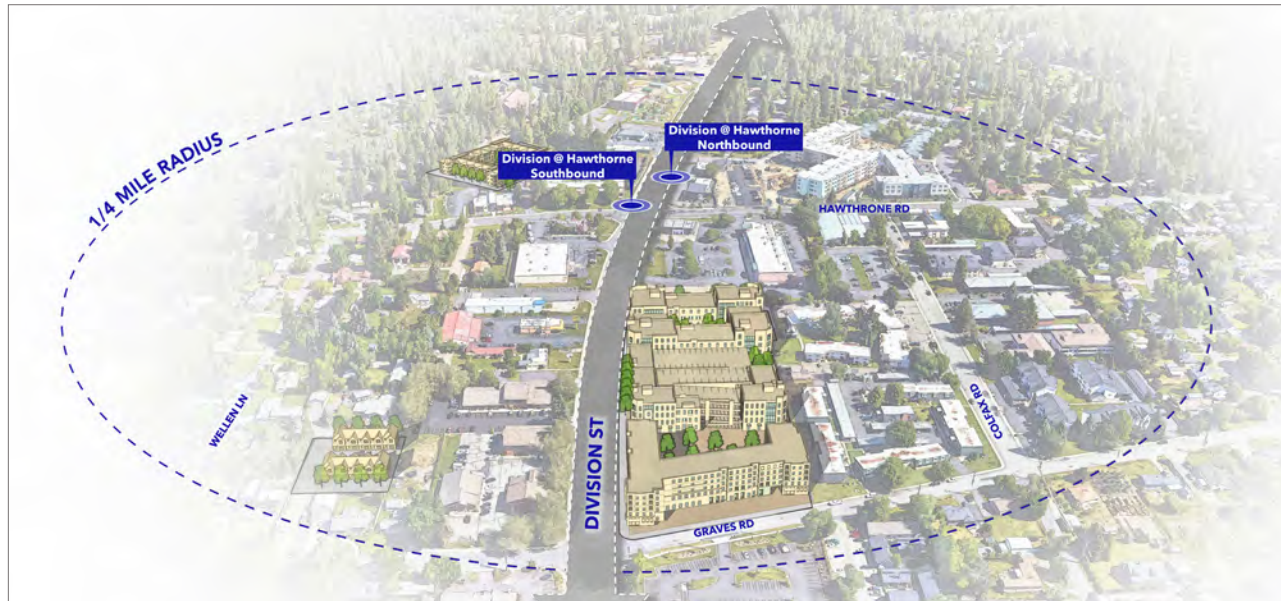 1/4 MILE RADIUS
Division @ Hawthorne
Northbound
Division @ Hawthorne
Southbound
HAWTHRONE RD
WELLEN LN
DIVISION ST
COLFAX RD
GRAVES RD